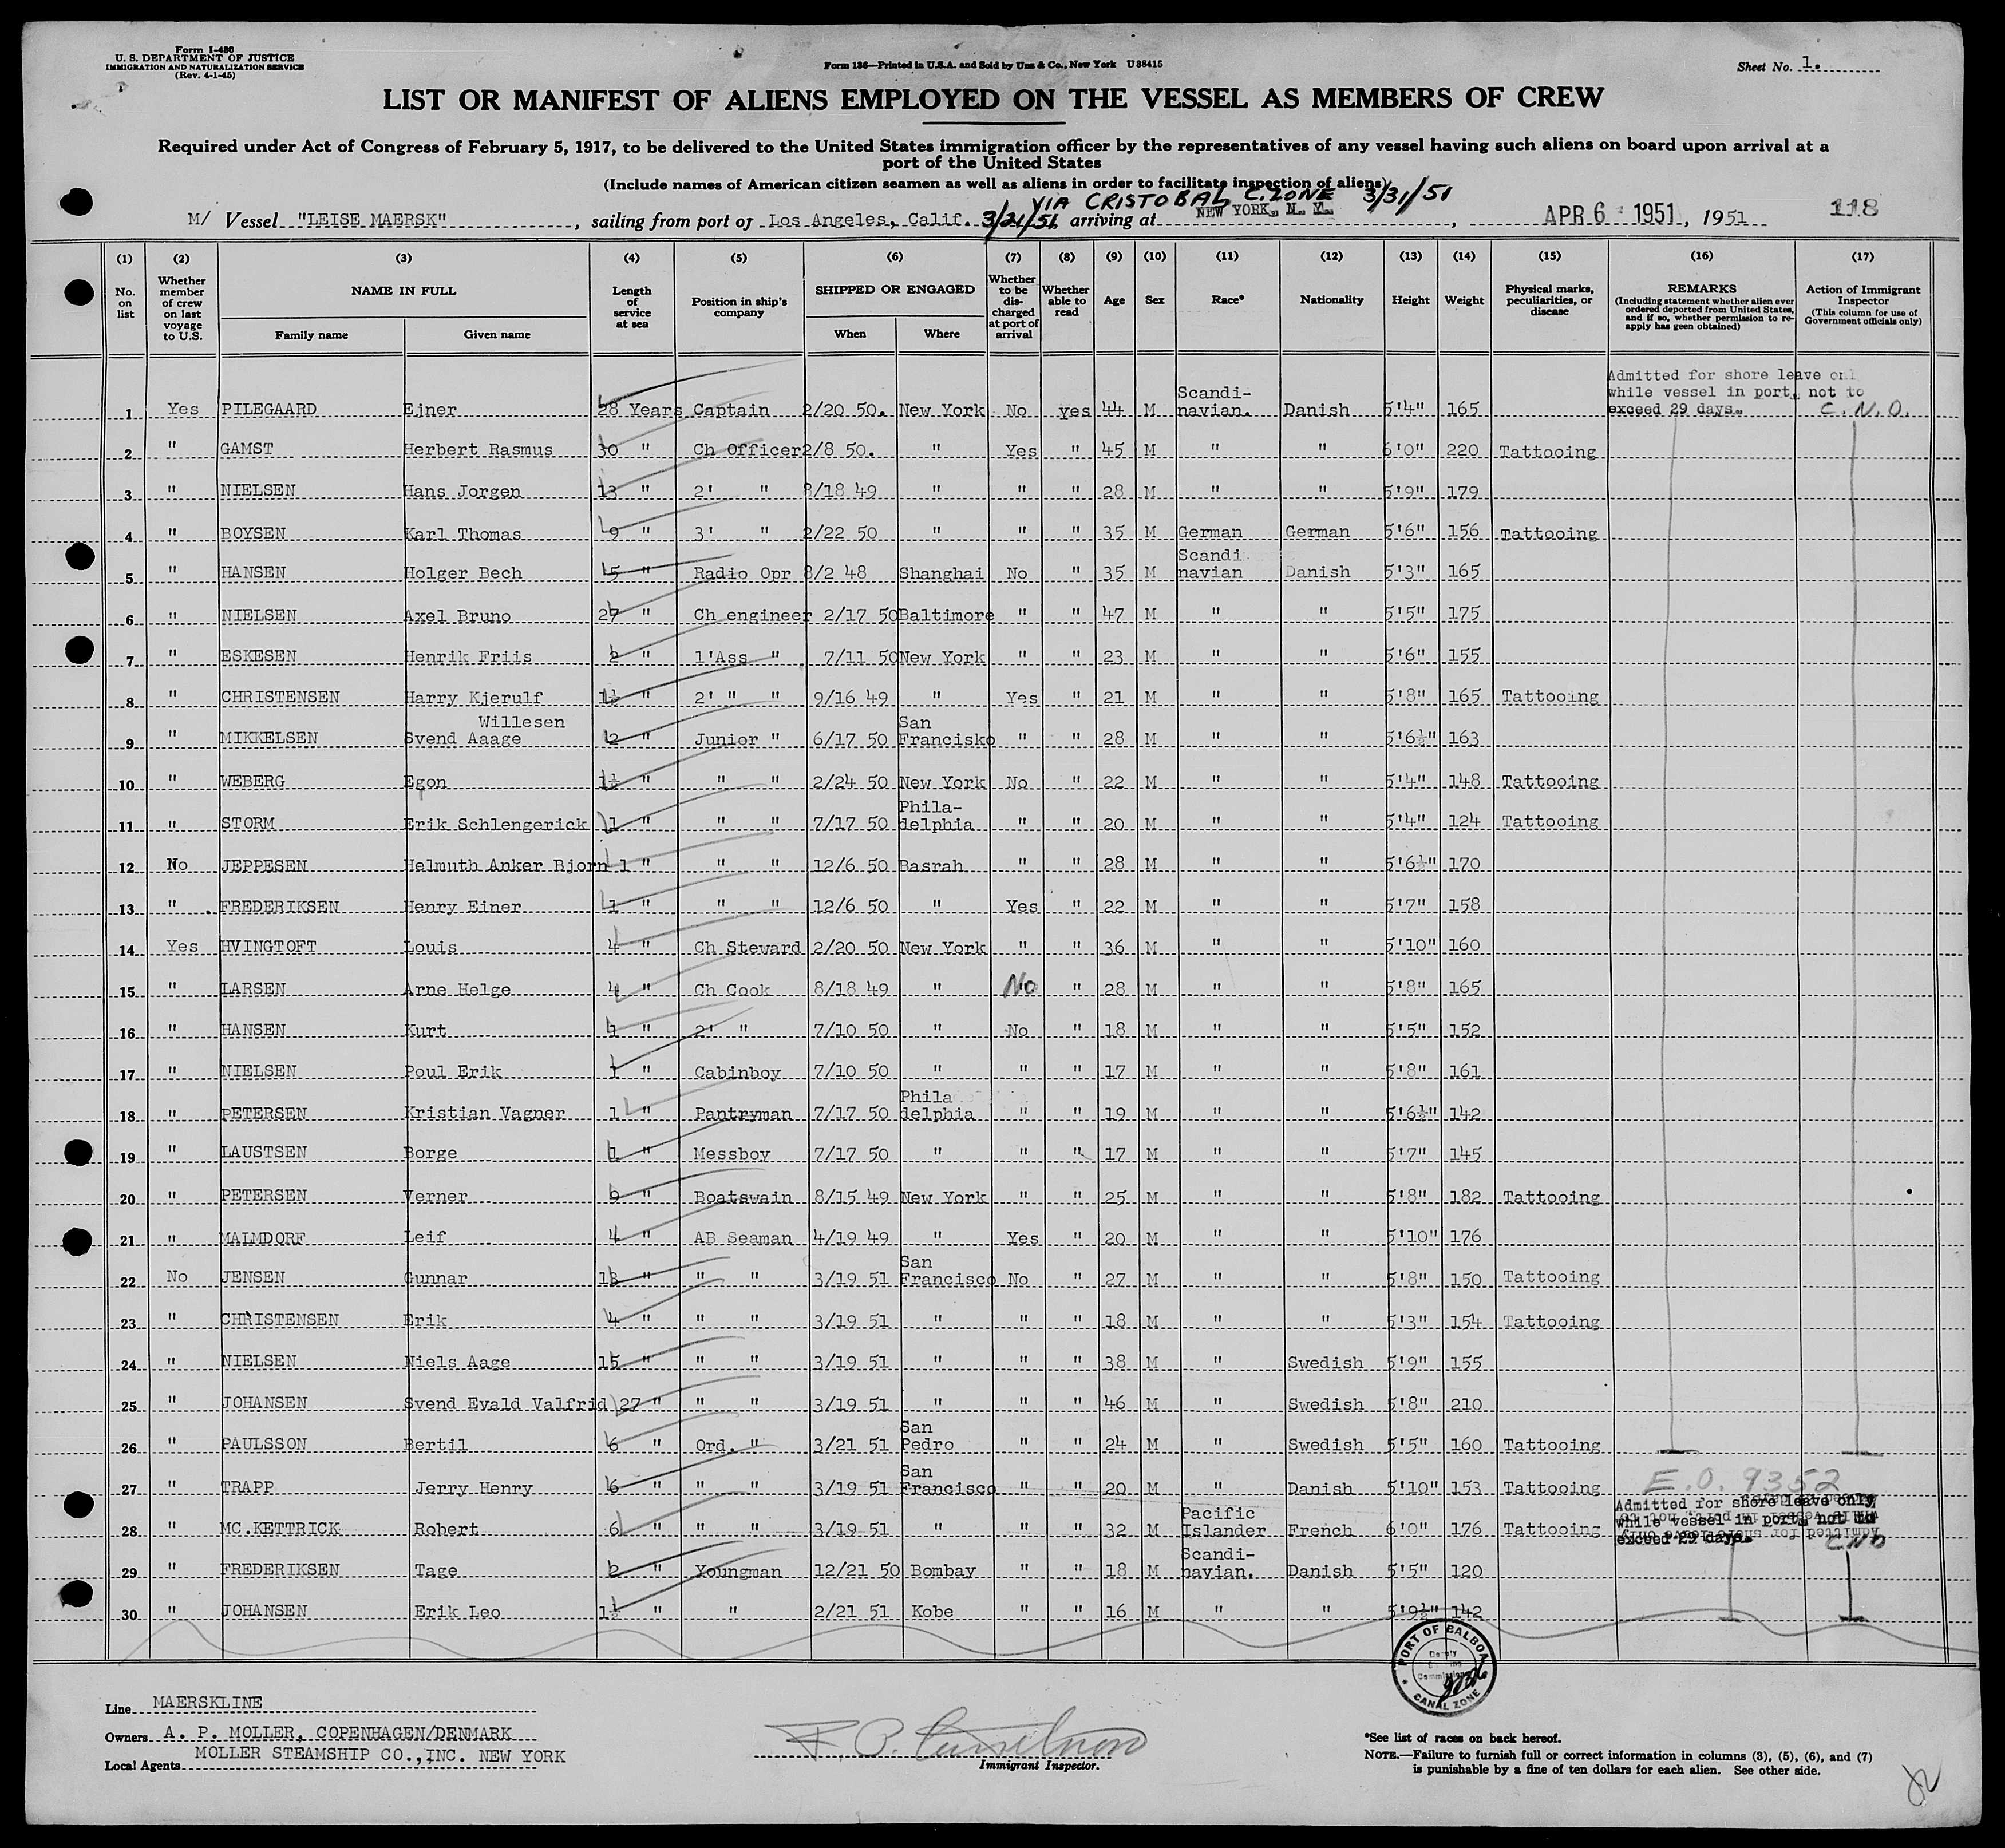 Form I-480
U. S. DEPARTMENT OF JUSTICE
IMMIGRATION AND NATURALIZATION SERVICE
(Rev. 4-1-45)
Form 136—Printed in U.S.A. and Sold by Unz & Co., New York U 38415
Sheet No. 1.
LIST OR MANIFEST OF ALIENS EMPLOYED ON THE VESSEL AS MEMBERS OF CREW
Required under Act of Congress of February 5, 1917, to be delivered to the United States immigration officer by the representatives of any vessel having such aliens on board upon arrival at a
port of the United States
(Include names of American citizen seamen as well as aliens in order to facilitate inspection of aliens)
VIA CRISTOBAL C. ZONE 3/31/51
M/ Vessel "LEISE MAERSK", sailing from port of Los Angeles, Calif. 3/21/51, arriving at NEW YORK, N. Y., APR 6 1951, 1951 118
(1) (2) (3) (4) (5) (6) (7) (8) (9) (10) (11) (12) (13) (14) (15) (16) (17)
No. on list
Whether member of crew on last voyage to U.S.
NAME IN FULL
Family name
Given name
Length of service at sea
Position in ship's company
SHIPPED OR ENGAGED
When
Where
Whether to be discharged at port of arrival
Whether able to read
Age
Sex
Race*
Nationality
Height
Weight
Physical marks, peculiarities, or disease
REMARKS
(Including statement whether alien ever ordered deported from United States, and if so, whether permission to re-apply has geen obtained)
Action of Immigrant Inspector
(This column for use of Government officials only)
Admitted for shore leave only
while vessel in port, not to
exceed 29 days. C.N.O.
1 Yes PILEGAARD Ejner 28 Years Captain 2/20 50. New York No yes 44 M Scandi-navian. Danish 5'4" 165
2 " GAMST Herbert Rasmus 30 " Ch Officer 2/8 50. " Yes " 45 M " " 6'0" 220 Tattooing
3 " NIELSEN Hans Jorgen 13 " 2' " 8/18 49 " " " 28 M " " 5'9" 179
4 " BOYSEN Karl Thomas 9 " 3' " 2/22 50 " " " 35 M German German 5'6" 156 Tattooing
5 " HANSEN Holger Bech 15 " Radio Opr 8/2 48 Shanghai No " 35 M Scandi navian Danish 5'3" 165
6 " NIELSEN Axel Bruno 27 " Ch engineer 2/17 50 Baltimore " " 47 M " " 5'5" 175
7 " ESKESEN Henrik Friis 2 " 1'Ass " 7/11 50 New York " " 23 M " " 5'6" 155
8 " CHRISTENSEN Harry Kjerulf 1½ " 2' " " 9/16 49 " Yes " 21 M " " 5'8" 165 Tattooing
9 " MIKKELSEN Svend Aaage Willesen 2 " Junior " 6/17 50 San Francisko " " 28 M " " 5'6½" 163
10 " WEBERG Egon 1½ " " " 2/24 50 New York No " 22 M " " 5'4" 148 Tattooing
11 " STORM Erik Schlengerick 1 " " " 7/17 50 Phila-delphia " " 20 M " " 5'4" 124 Tattooing
12 No JEPPESEN Helmuth Anker Bjorn 1 " " " 12/6 50 Basrah " " 28 M " " 5'6½" 170
13 " FREDERIKSEN Henry Einer 1 " " " 12/6 50 " Yes " 22 M " " 5'7" 158
14 Yes HVINGTOFT Louis 4 " Ch Steward 2/20 50 New York " " 36 M " " 5'10" 160
15 " LARSEN Arne Helge 4 " Ch Cook 8/18 49 " No " 28 M " " 5'8" 165
16 " HANSEN Kurt 1 " 2' " 7/10 50 " No " 18 M " " 5'5" 152
17 " NIELSEN Poul Erik 1 " Cabinboy 7/10 50 " " " 17 M " " 5'8" 161
18 " PETERSEN Kristian Vagner 1 " Pantryman 7/17 50 Phila delphia " " 19 M " " 5'6½" 142
19 " LAUSTSEN Borge 1 " Messboy 7/17 50 " " " 17 M " " 5'7" 145
20 " PETERSEN Verner 9 " Boatswain 8/15 49 New York " " 25 M " " 5'8" 182 Tattooing
21 " MALMDORF Leif 4 " AB Seaman 4/19 49 " Yes " 20 M " " 5'10" 176
22 No JENSEN Gunnar 13 " " " 3/19 51 San Francisco No " 27 M " " 5'8" 150 Tattooing
23 " CHRISTENSEN Erik 4 " " " 3/19 51 " " " 18 M " " 5'3" 154 Tattooing
24 " NIELSEN Niels Aage 15 " " " 3/19 51 " " " 38 M " Swedish 5'9" 155
25 " JOHANSEN Svend Evald Valfrid 27 " " " 3/19 51 " " " 46 M " Swedish 5'8" 210
26 " PAULSSON Bertil 6 " Ord. " 3/21 51 San Pedro " " 24 M " Swedish 5'5" 160 Tattooing
27 " TRAPP Jerry Henry 6 " " " 3/19 51 San Francisco " " 20 M " Danish 5'10" 153 Tattooing E.O. 9352
28 " MC.KETTRICK Robert 6 " " " 3/19 51 " " " 32 M Pacific Islander French 6'0" 176 Tattooing
Admitted for shore leave only
while vessel in port, not to
exceed 29 days. CNO
29 " FREDERIKSEN Tage 2 " Youngman 12/21 50 Bombay " " 18 M Scandi-navian. Danish 5'5" 120
30 " JOHANSEN Erik Leo 1½ " " 2/21 51 Kobe " " 16 M " " 5'9½" 142
PORT OF BALBOA
CANAL ZONE
Line MAERSKLINE
Owners A. P. MOLLER, COPENHAGEN/DENMARK
Local Agents MOLLER STEAMSHIP CO., INC. NEW YORK
Immigrant Inspector.
*See list of races on back hereof.
NOTE.—Failure to furnish full or correct information in columns (3), (5), (6), and (7)
is punishable by a fine of ten dollars for each alien. See other side.